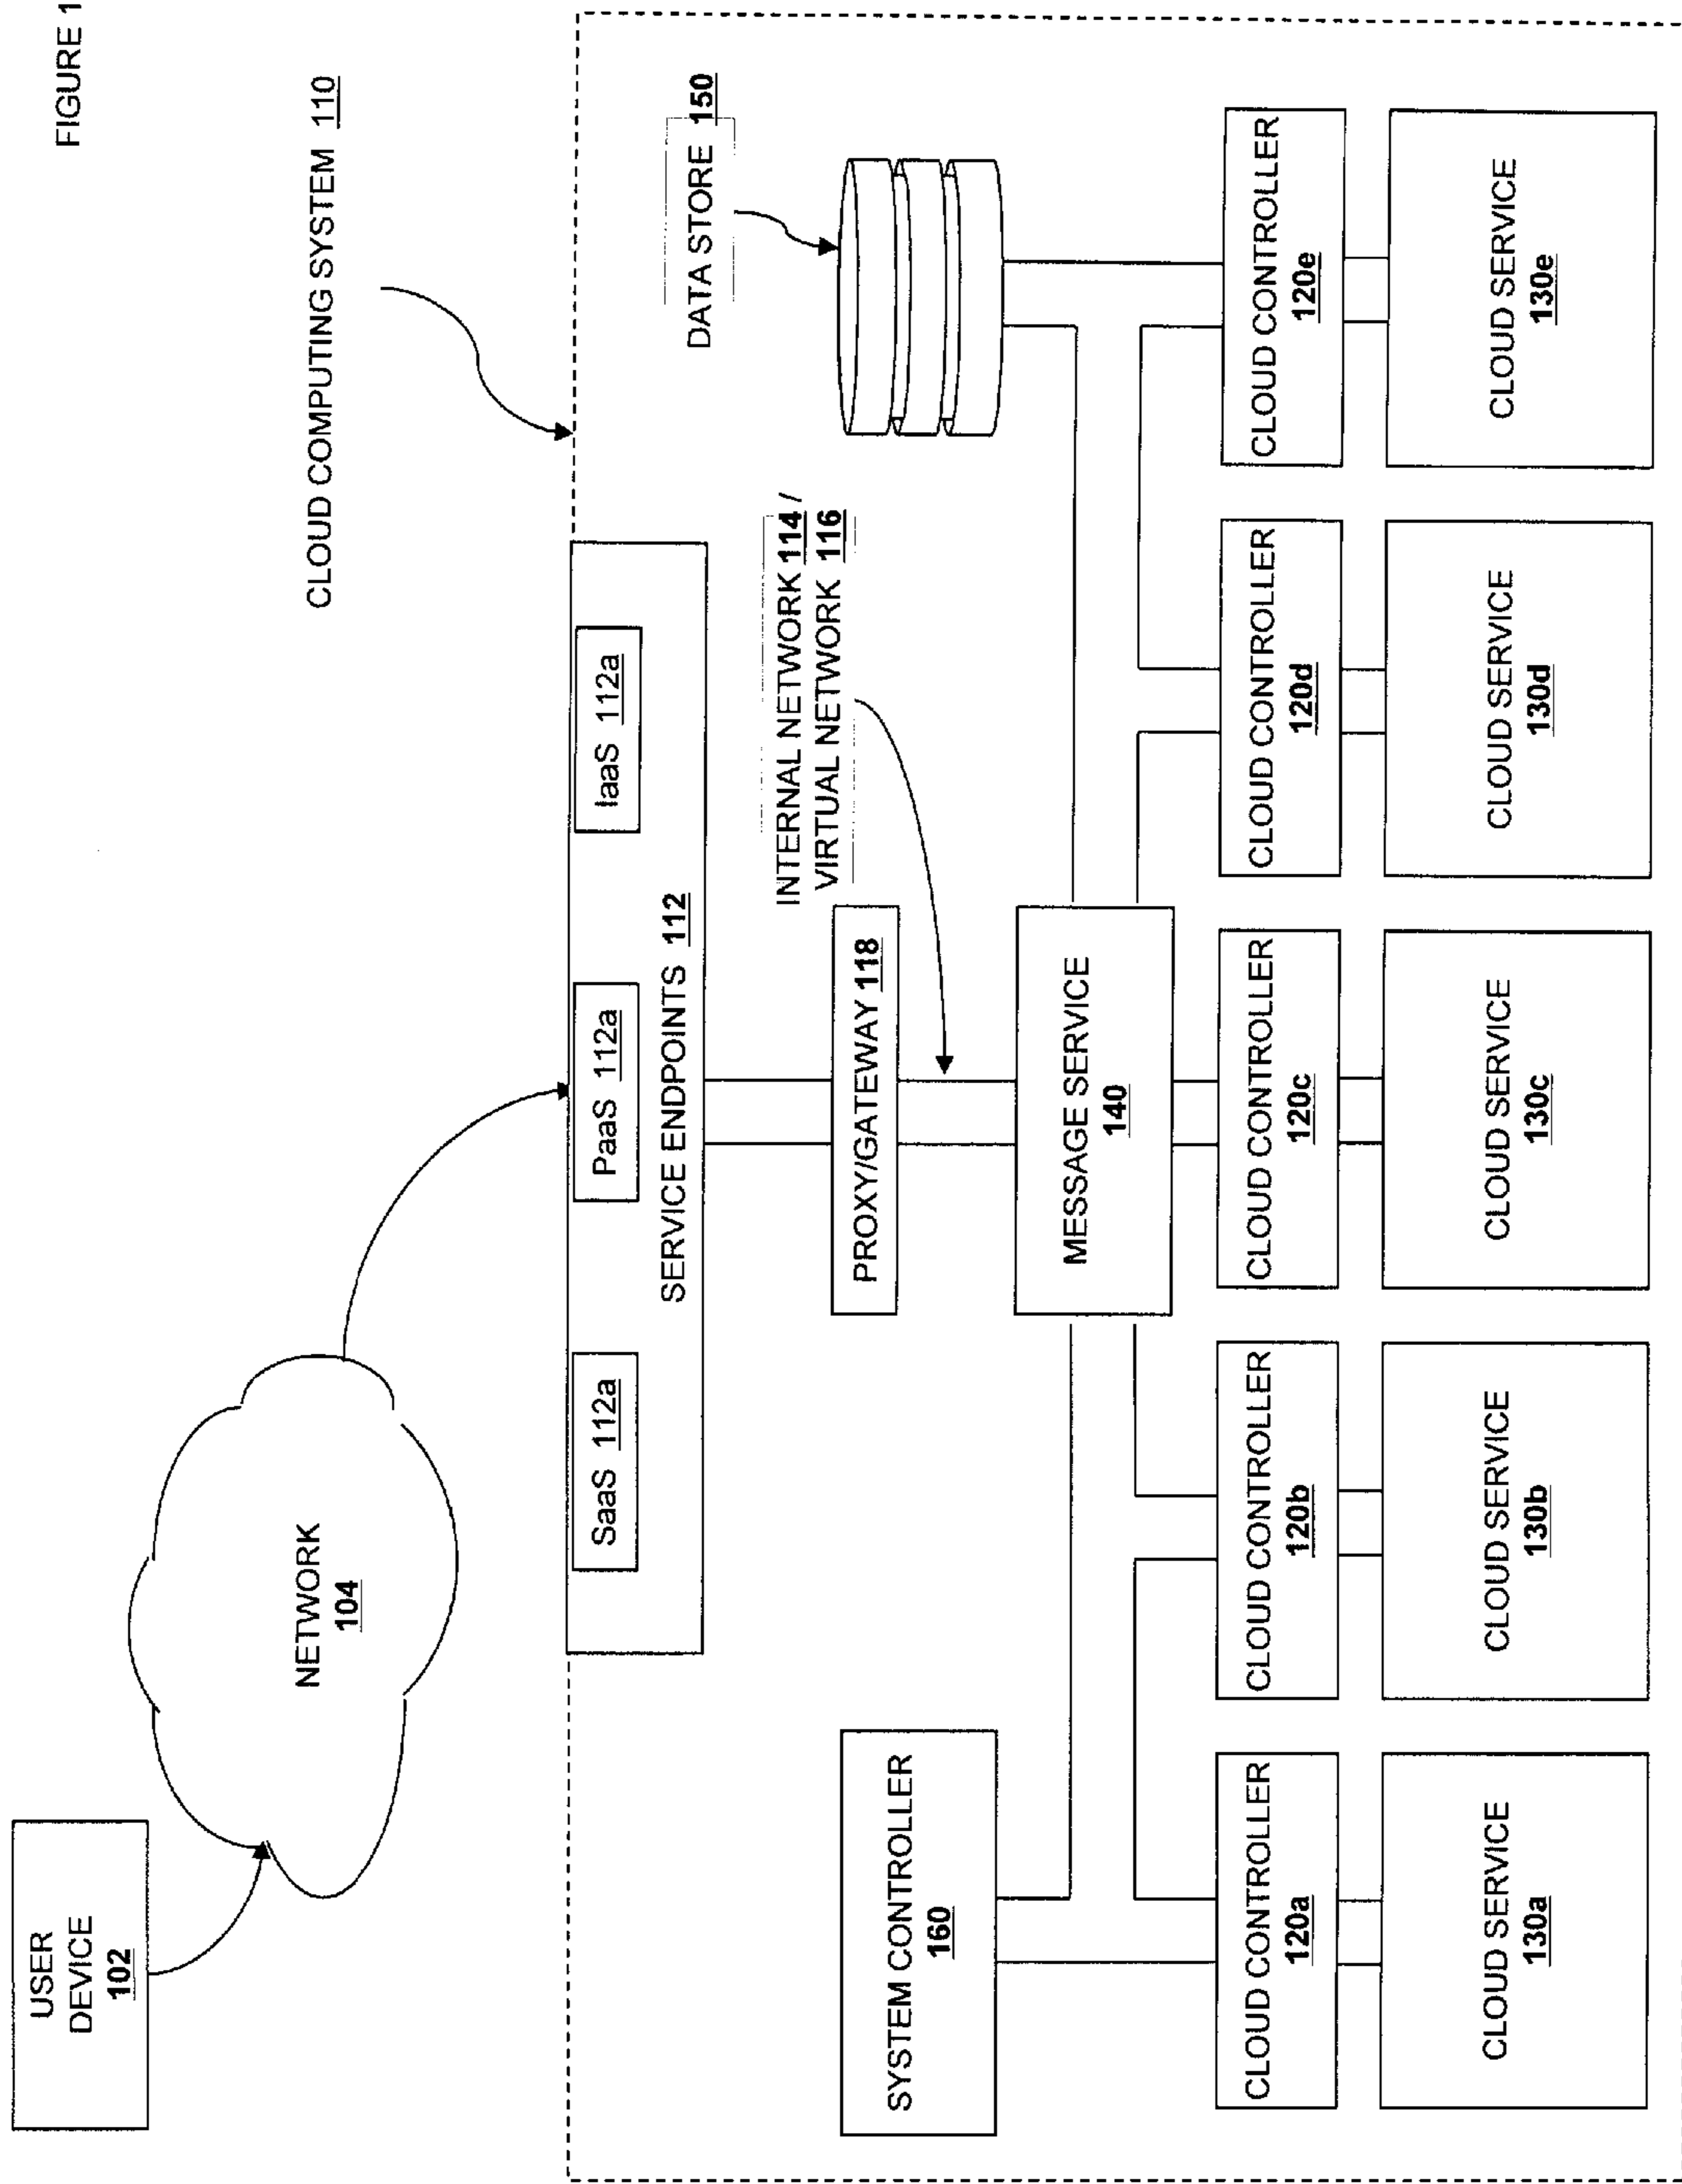 FIGURE 1
USER
DEVICE
102
NETWORK
104
CLOUD COMPUTING SYSTEM 110
SaaS 112a
PaaS 112a
IaaS 112a
SERVICE ENDPOINTS 112
DATA STORE 150
INTERNAL NETWORK 114 /
VIRTUAL NETWORK 116
PROXY/GATEWAY 118
SYSTEM CONTROLLER
160
MESSAGE SERVICE
140
CLOUD CONTROLLER
120a
CLOUD CONTROLLER
120b
CLOUD CONTROLLER
120c
CLOUD CONTROLLER
120d
CLOUD CONTROLLER
120e
CLOUD SERVICE
130a
CLOUD SERVICE
130b
CLOUD SERVICE
130c
CLOUD SERVICE
130d
CLOUD SERVICE
130e